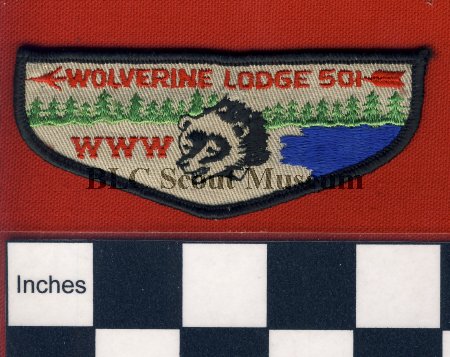 WOLVERINE LODGE 501
WWW
BLC Scout Museum
Inches